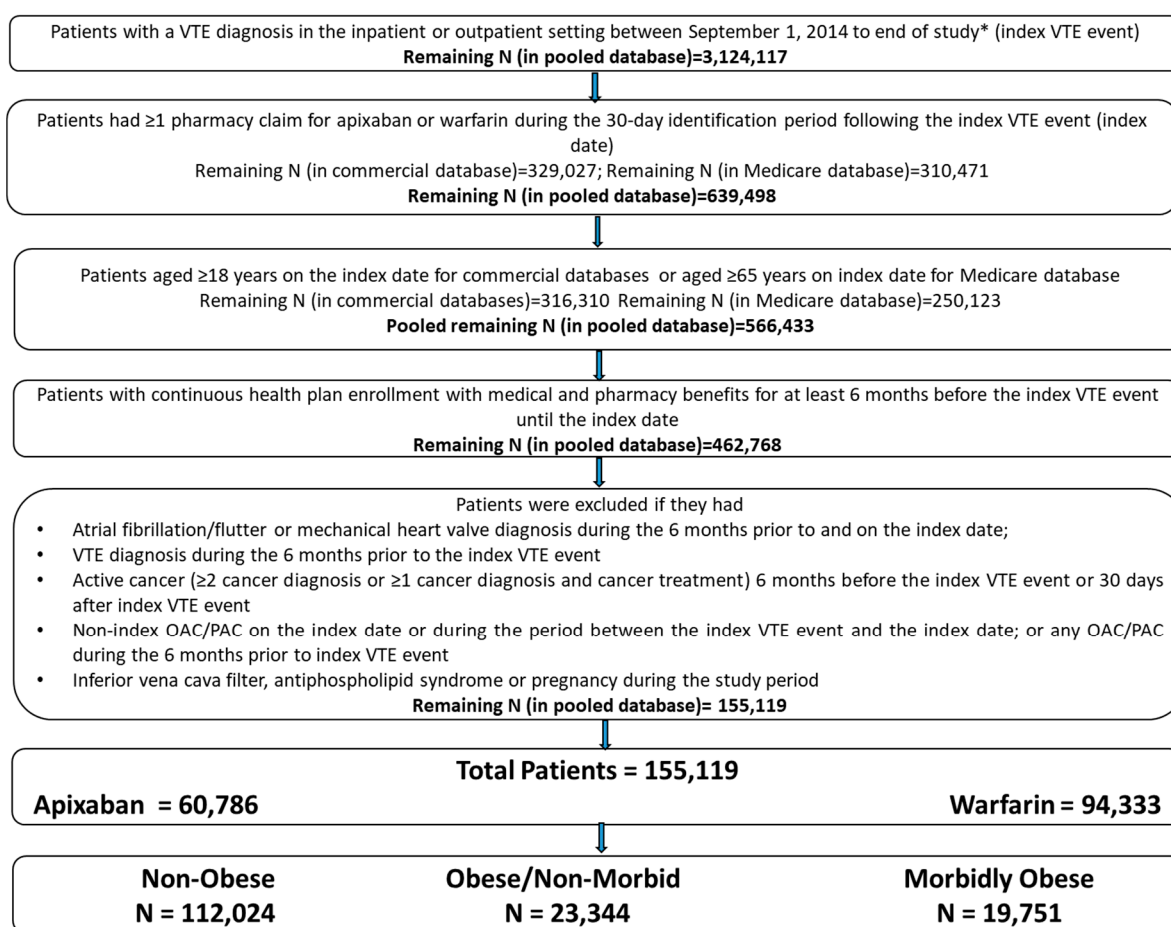 Patients with a VTE diagnosis in the inpatient or outpatient setting between September 1, 2014 to end of study* (index VTE event)
Remaining N (in pooled database)=3,124,117
Patients had ≥1 pharmacy claim for apixaban or warfarin during the 30-day identification period following the index VTE event (index
date)
Remaining N (in commercial database)=329,027; Remaining N (in Medicare database)=310,471
Remaining N (in pooled database)=639,498
Patients aged ≥18 years on the index date for commercial databases or aged ≥65 years on index date for Medicare database
Remaining N (in commercial databases)=316,310 Remaining N (in Medicare database)=250,123
Pooled remaining N (in pooled database)=566,433
Patients with continuous health plan enrollment with medical and pharmacy benefits for at least 6 months before the index VTE event
until the index date
Remaining N (in pooled database)=462,768
Patients were excluded if they had
• Atrial fibrillation/flutter or mechanical heart valve diagnosis during the 6 months prior to and on the index date;
• VTE diagnosis during the 6 months prior to the index VTE event
• Active cancer (≥2 cancer diagnosis or ≥1 cancer diagnosis and cancer treatment) 6 months before the index VTE event or 30 days
after index VTE event
• Non-index OAC/PAC on the index date or during the period between the index VTE event and the index date; or any OAC/PAC
during the 6 months prior to index VTE event
• Inferior vena cava filter, antiphospholipid syndrome or pregnancy during the study period
Remaining N (in pooled database)= 155,119
Total Patients = 155,119
Apixaban = 60,786 Warfarin = 94,333
Non-Obese Obese/Non-Morbid Morbidly Obese
N = 112,024 N = 23,344 N = 19,751